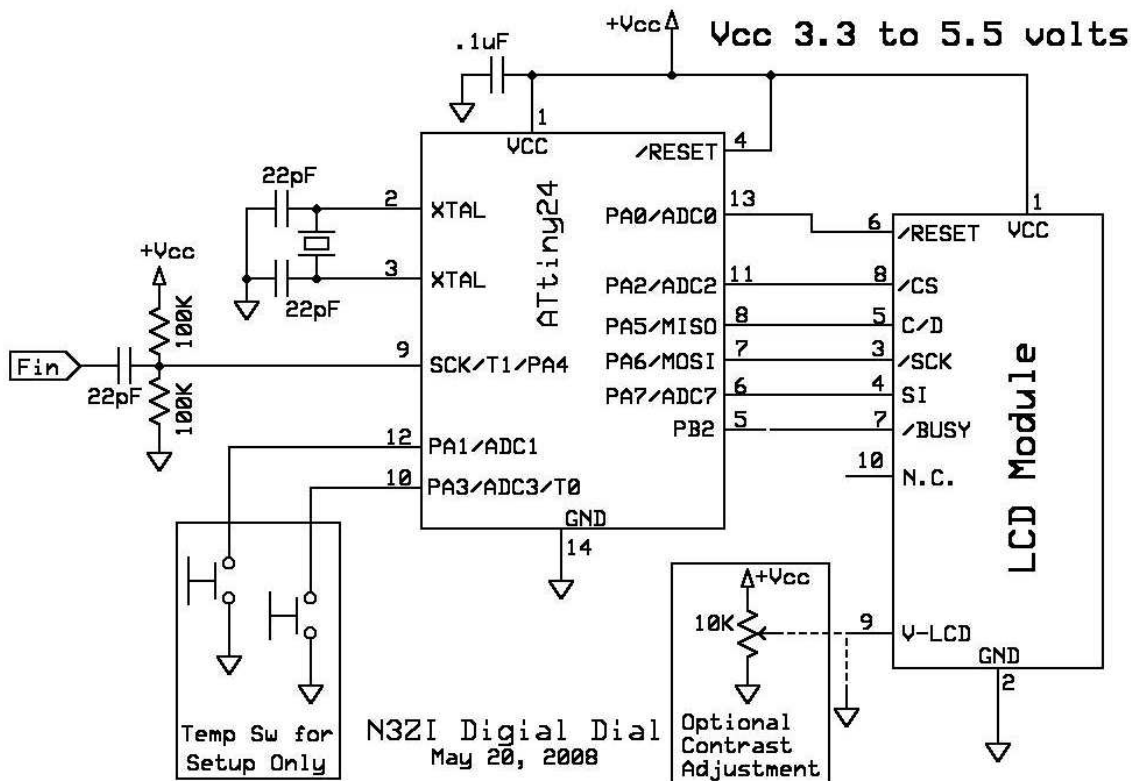 +Vcc
Vcc 3.3 to 5.5 volts
.1uF
1
VCC
4
/RESET
22pF
2
XTAL
ATtiny24
13
PA0/ADC0
1
VCC
6
/RESET
+Vcc
3
XTAL
22pF
11
PA2/ADC2
8
/CS
100K
8
PA5/MISO
5
C/D
Fin
22pF
9
SCK/T1/PA4
7
PA6/MOSI
3
/SCK
100K
6
PA7/ADC7
4
SI
5
PB2
7
/BUSY
12
PA1/ADC1
10
N.C.
LCD Module
10
PA3/ADC3/T0
GND
14
+Vcc
10K
9
V-LCD
GND
2
Temp Sw for
Setup Only
N3ZI Digial Dial
May 20, 2008
Optional
Contrast
Adjustment